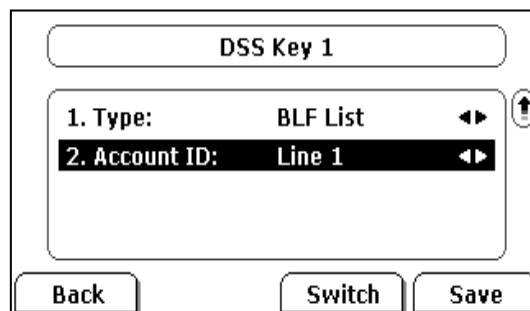 DSS Key 1
1. Type: BLF List
2. Account ID: Line 1
Back Switch Save